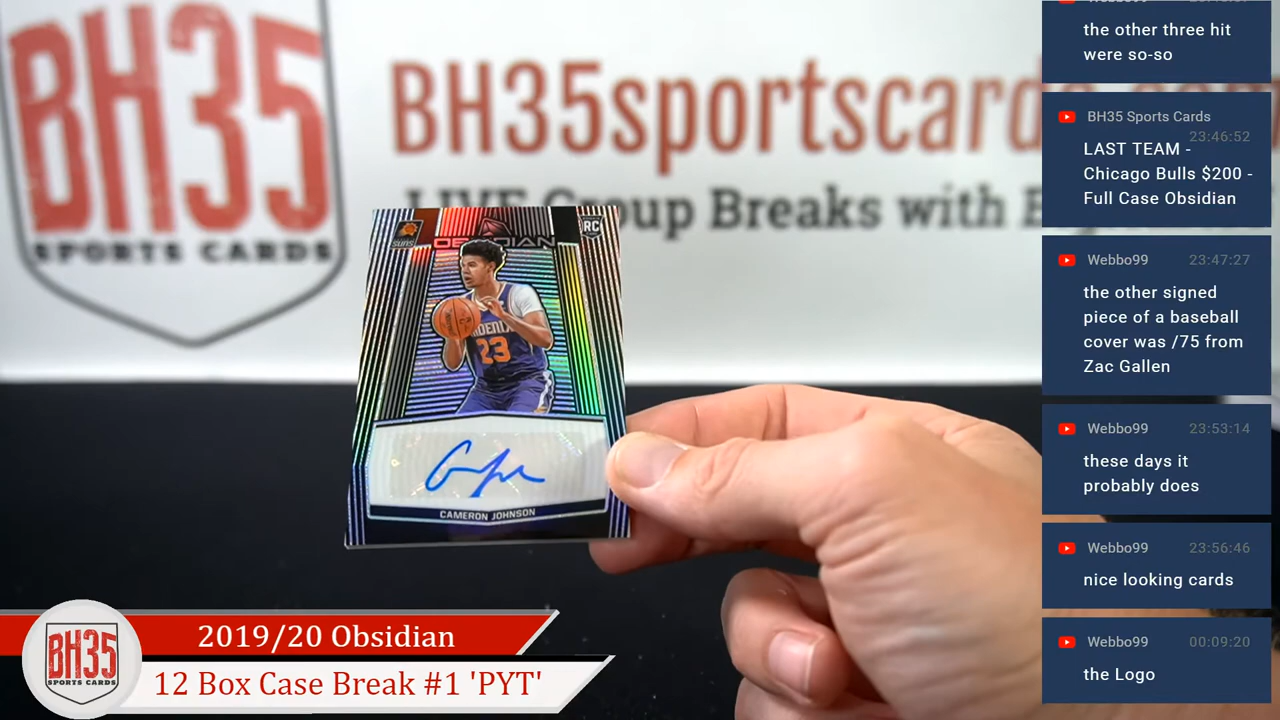 BH35
SPORTS CARDS
BH35sportscard
LIVE Group Breaks with
SUNS
OBSIDIAN
RC
PHOENIX
23
CAMERON JOHNSON
2019/20 Obsidian
12 Box Case Break #1 'PYT'
BH35
SPORTS CARDS
the other three hit
were so-so
BH35 Sports Cards
23:46:52
LAST TEAM -
Chicago Bulls $200 -
Full Case Obsidian
Webbo99 23:47:27
the other signed
piece of a baseball
cover was /75 from
Zac Gallen
Webbo99 23:53:14
these days it
probably does
Webbo99 23:56:46
nice looking cards
Webbo99 00:09:20
the Logo